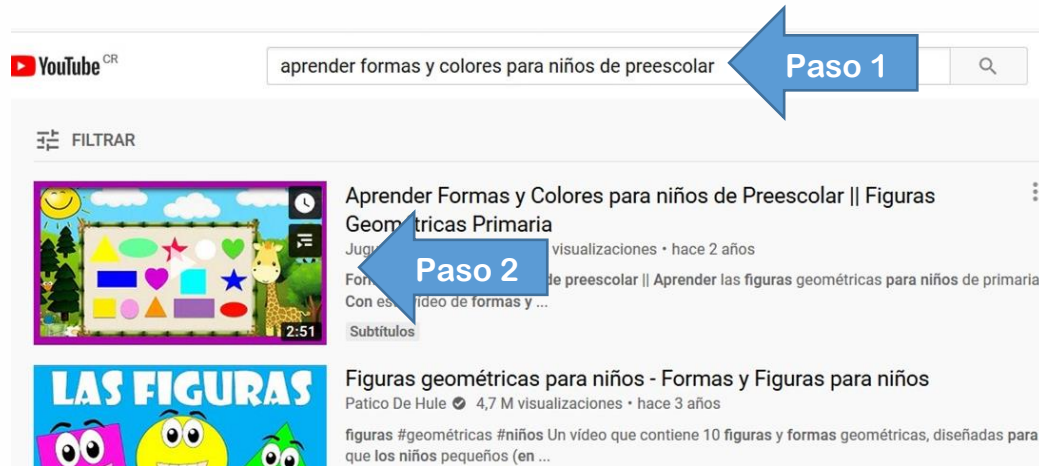 YouTube CR
aprender formas y colores para niños de preescolar
Paso 1
FILTRAR
Aprender Formas y Colores para niños de Preescolar || Figuras
Geométricas Primaria
visualizaciones • hace 2 años
Paso 2
de preescolar || Aprender las figuras geométricas para niños de primaria
Con este vídeo de formas y ...
2:51
Subtítulos
LAS FIGURAS
Figuras geométricas para niños - Formas y Figuras para niños
Patico De Hule 4,7 M visualizaciones • hace 3 años
figuras #geométricas #niños Un vídeo que contiene 10 figuras y formas geométricas, diseñadas para
que los niños pequeños (en ...